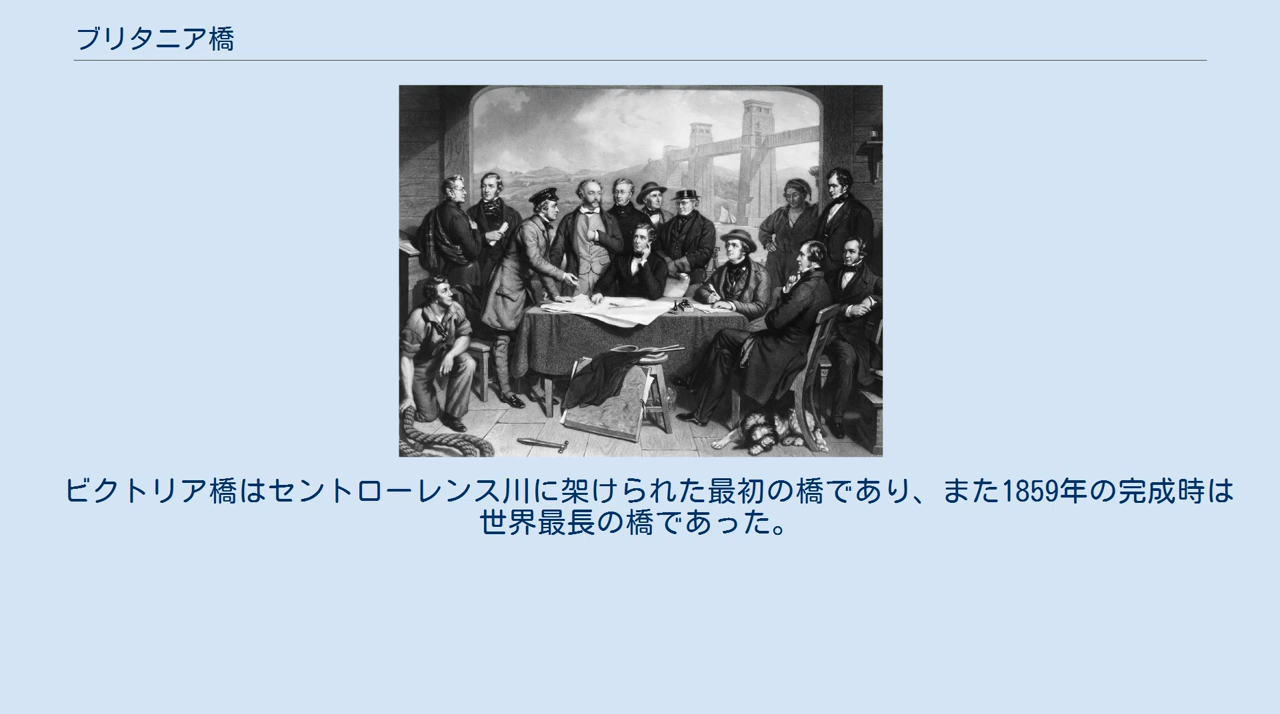 ブリタニア橋
ビクトリア橋はセントローレンス川に架けられた最初の橋であり、また1859年の完成時は
世界最長の橋であった。